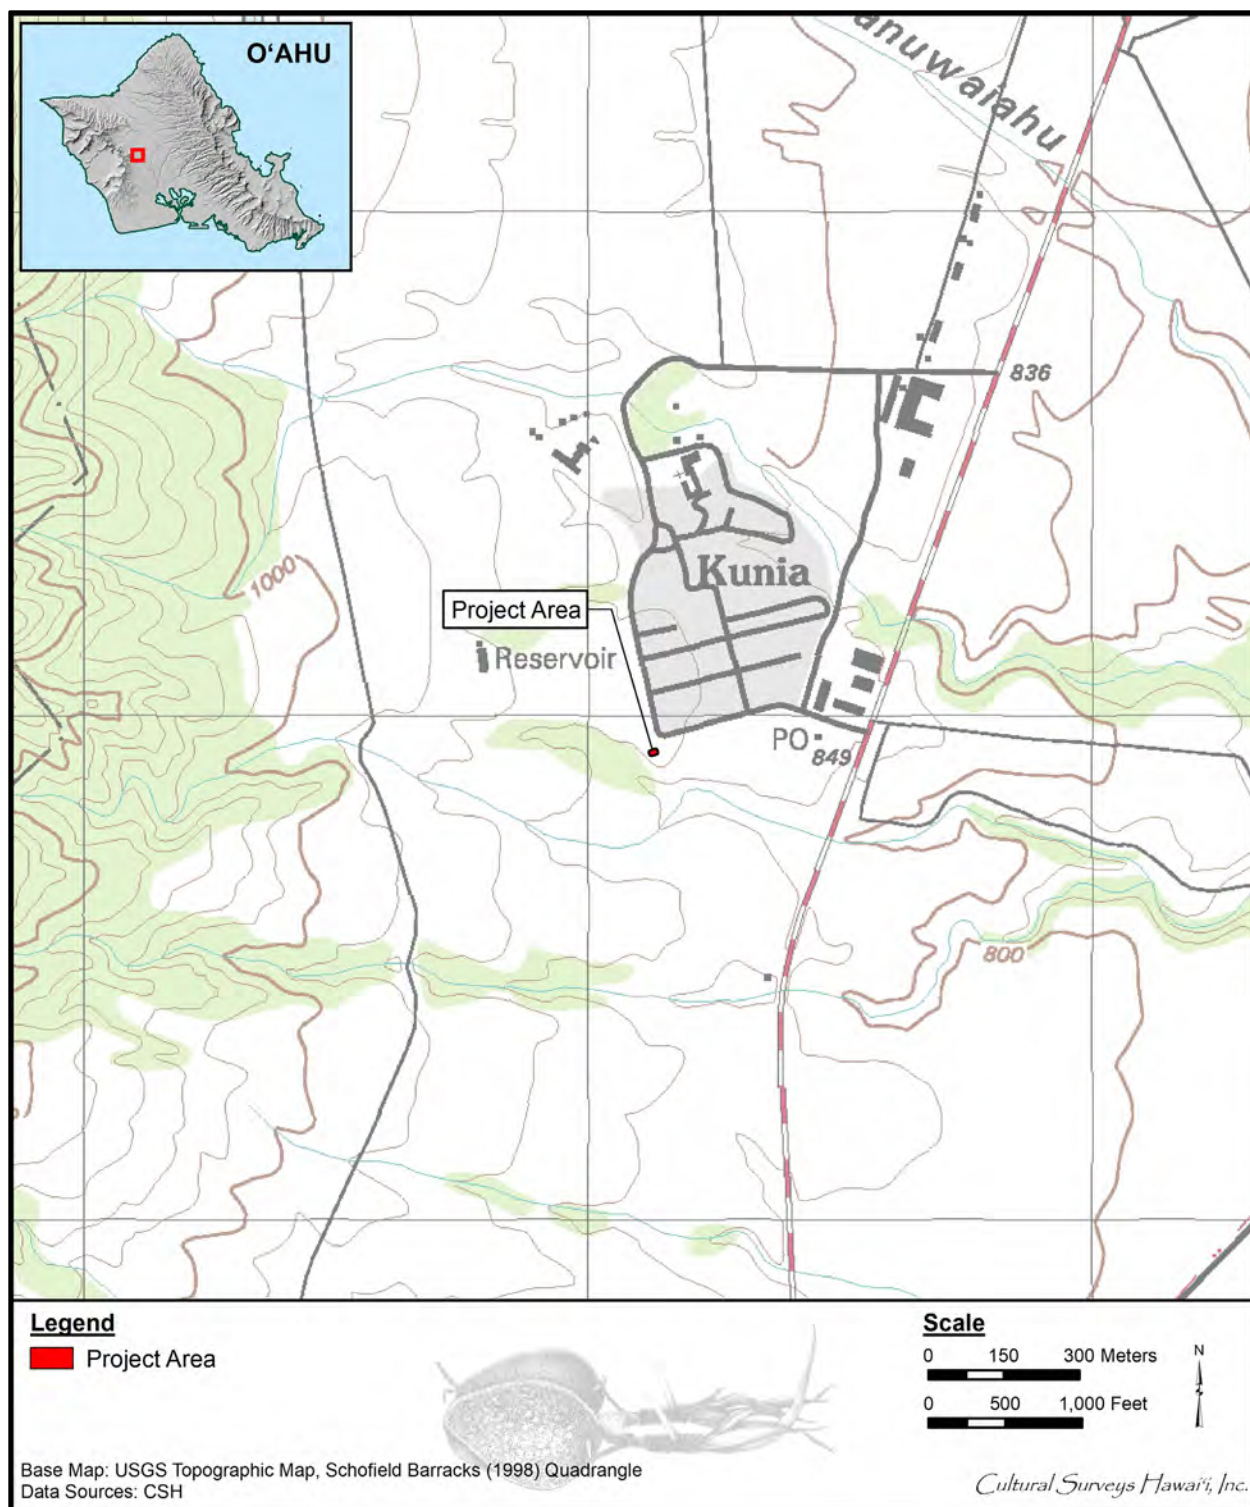 OʻAHU
anuwaiahu
836
1000
Kunia
Project Area
Reservoir
PO
849
800
Legend
Project Area
Scale
0 150 300 Meters
0 500 1,000 Feet
N
Base Map: USGS Topographic Map, Schofield Barracks (1998) Quadrangle
Data Sources: CSH
Cultural Surveys Hawaiʻi, Inc.